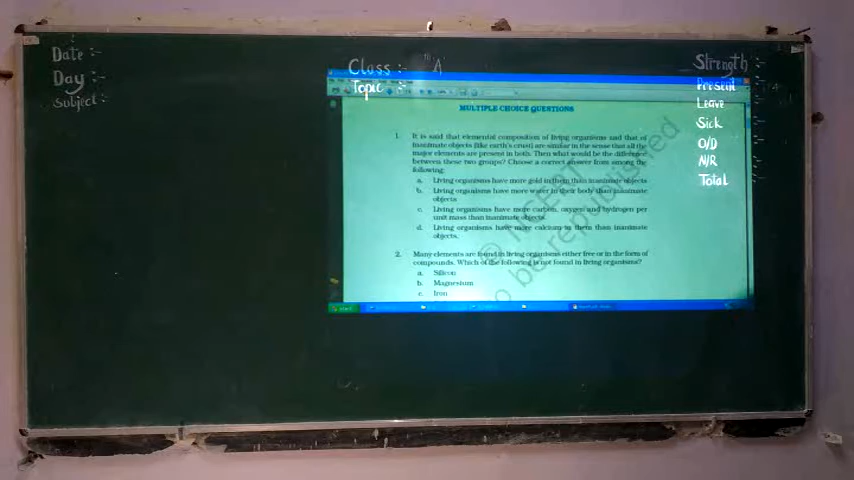 Date :-
Day :-
Subject :-
Class :- th A
Topic :-
Strength :-
Present
Leave
Sick
O/D
N/R
Total
MULTIPLE CHOICE QUESTIONS
1. It is said that elemental composition of living organisms and that of
inanimate objects (like earth's crust) are similar in the sense that all the
major elements are present in both. Then what would be the difference
between these two groups? Choose a correct answer from among the
following:
a. Living organisms have more gold in them than inanimate objects
b. Living organisms have more water in their body than inanimate
objects
c. Living organisms have more carbon, oxygen and hydrogen per
unit mass than inanimate objects.
d. Living organisms have more calcium in them than inanimate
objects.
2. Many elements are found in living organisms either free or in the form of
compounds. Which of the following is not found in living organisms?
a. Silicon
b. Magnesium
c. Iron
© NCERT
to be republished
start